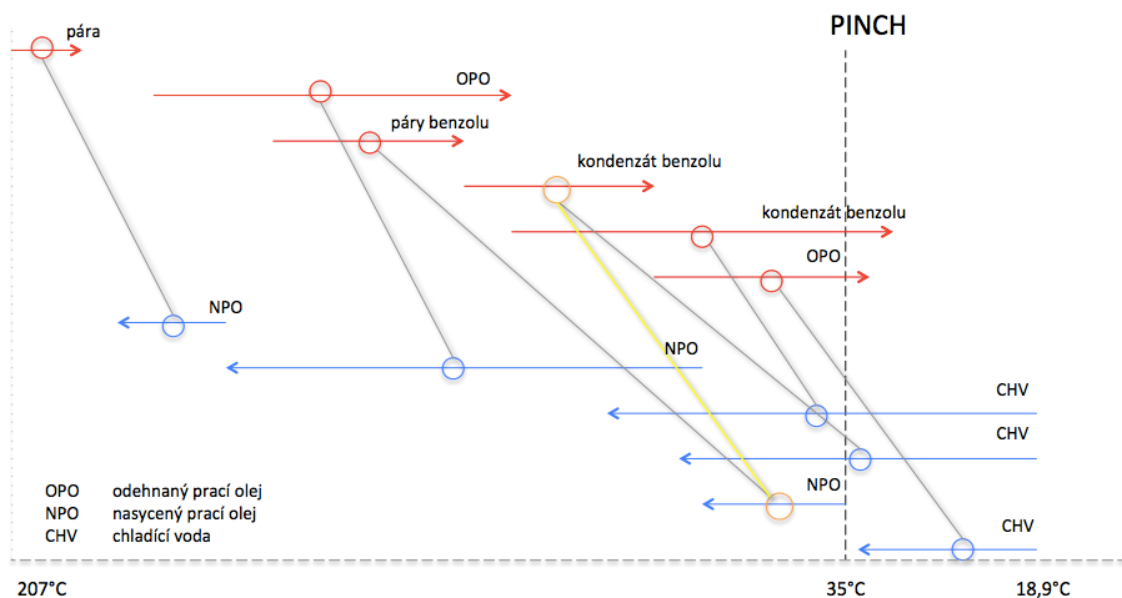 PINCH
pára
OPO
páry benzolu
kondenzát benzolu
kondenzát benzolu
OPO
NPO
NPO
CHV
CHV
NPO
CHV
OPO odehnaný prací olej
NPO nasycený prací olej
CHV chladící voda
207°C 35°C 18,9°C